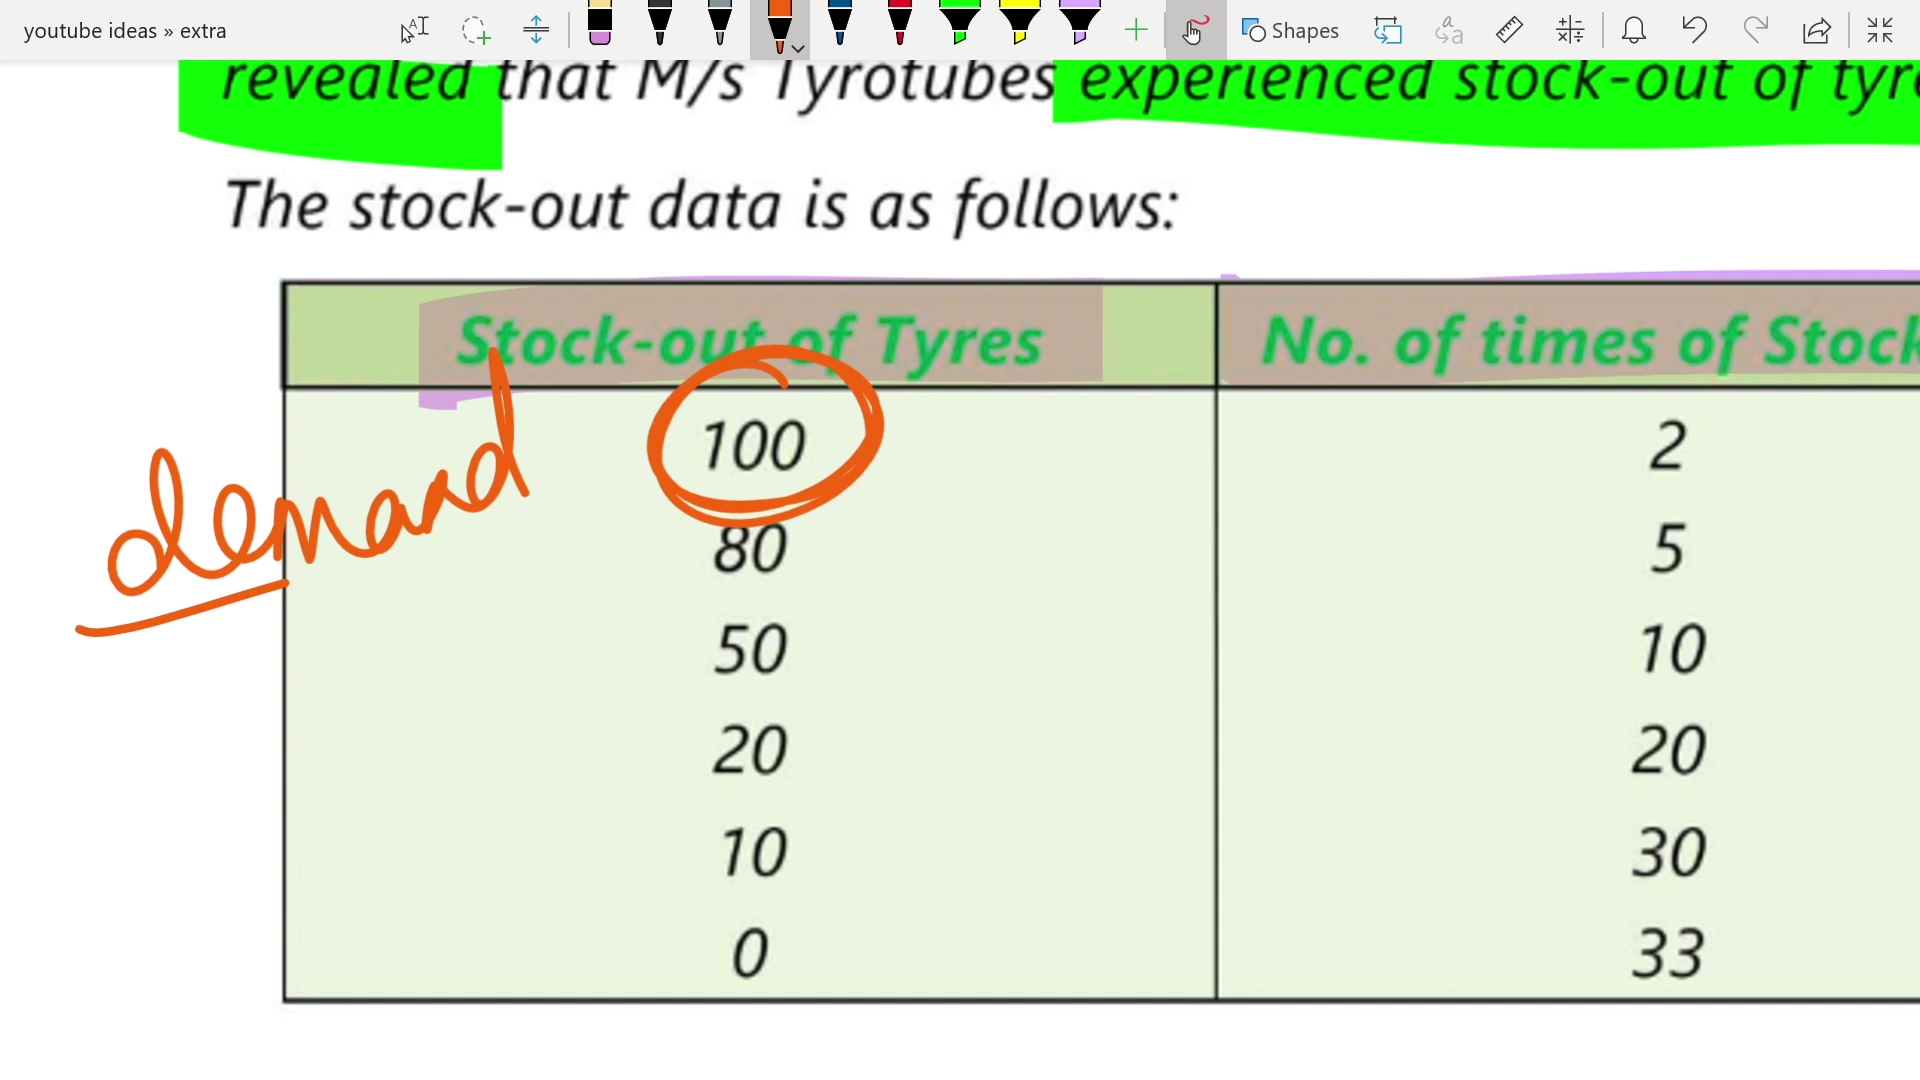 youtube ideas » extra
Shapes
revealed that M/s Tyrotubes experienced stock-out of tyre
The stock-out data is as follows:
Stock-out of Tyres No. of times of Stock
100 2
demand
80 5
50 10
20 20
10 30
0 33